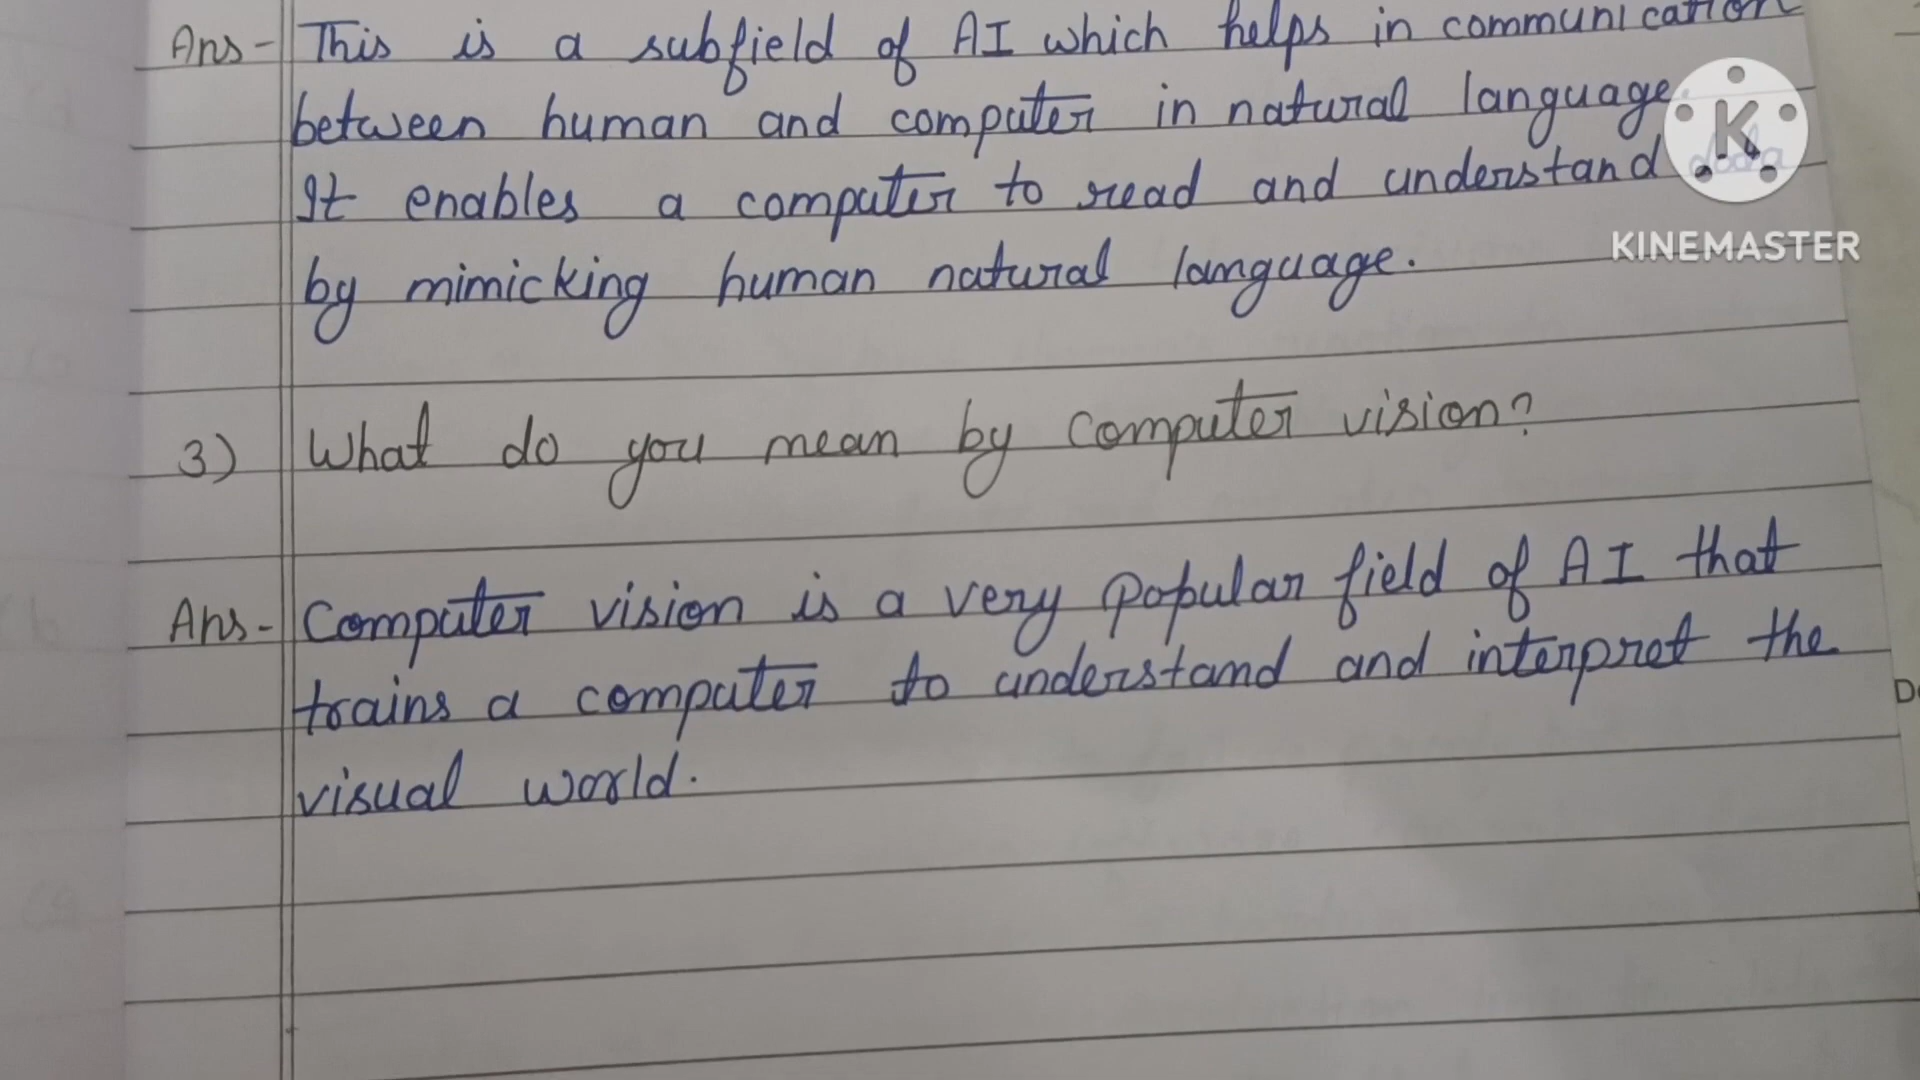 Ans- This is a subfield of AI which helps in communication
between human and computer in natural language.
It enables a computer to read and understand data
by mimicking human natural language.
K
KINEMASTER
3) What do you mean by Computer vision?
Ans- Computer vision is a very popular field of AI that
trains a computer to understand and interpret the
visual world.